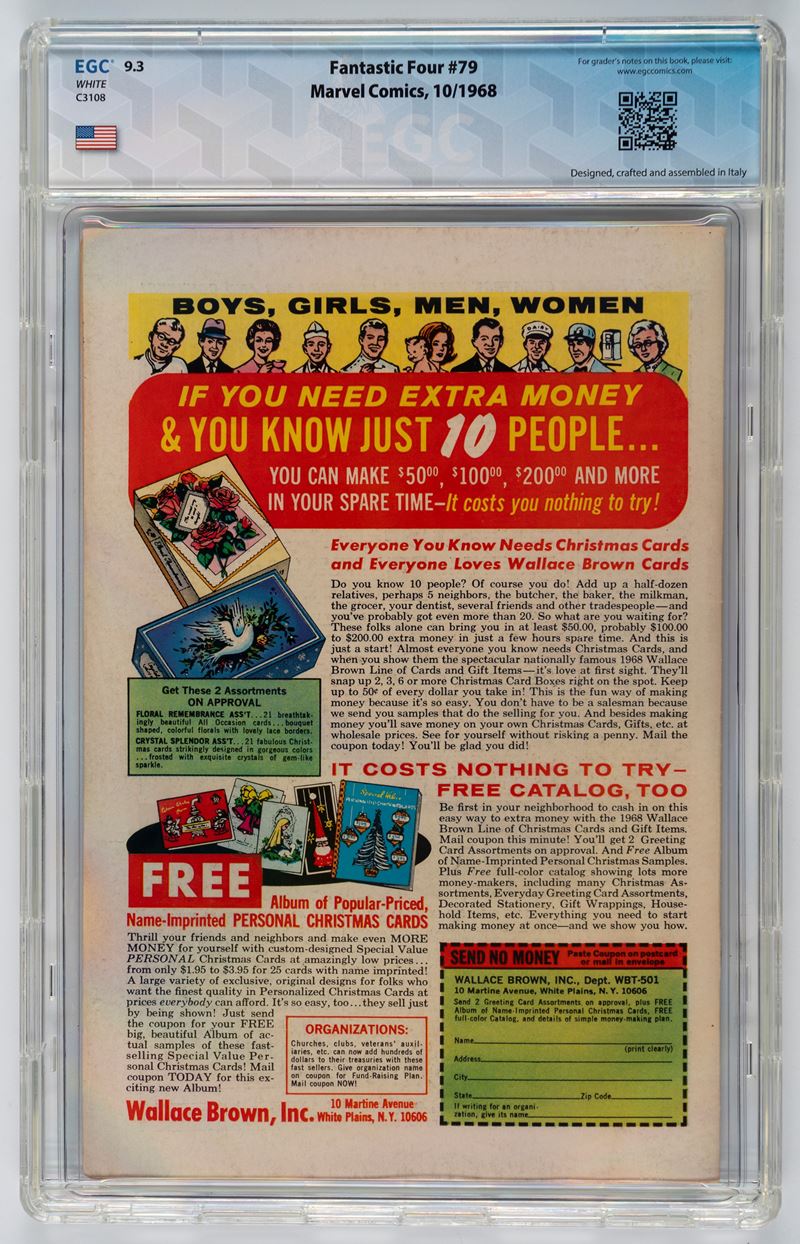 EGC® 9.3
WHITE
C3108
Fantastic Four #79
Marvel Comics, 10/1968
For grader's notes on this book, please visit:
www.egccomics.com
Designed, crafted and assembled in Italy
EGC
BOYS, GIRLS, MEN, WOMEN
DAIRY
IF YOU NEED EXTRA MONEY
& YOU KNOW JUST 10 PEOPLE...
YOU CAN MAKE $5000, $10000, $20000 AND MORE
IN YOUR SPARE TIME—It costs you nothing to try!
Everyone You Know Needs Christmas Cards
and Everyone Loves Wallace Brown Cards
Do you know 10 people? Of course you do! Add up a half-dozen
relatives, perhaps 5 neighbors, the butcher, the baker, the milkman,
the grocer, your dentist, several friends and other tradespeople—and
you've probably got even more than 20. So what are you waiting for?
These folks alone can bring you in at least $50.00, probably $100.00
to $200.00 extra money in just a few hours spare time. And this is
just a start! Almost everyone you know needs Christmas Cards, and
when you show them the spectacular nationally famous 1968 Wallace
Brown Line of Cards and Gift Items—it's love at first sight. They'll
snap up 2, 3, 6 or more Christmas Card Boxes right on the spot. Keep
up to 50¢ of every dollar you take in! This is the fun way of making
money because it's so easy. You don't have to be a salesman because
we send you samples that do the selling for you. And besides making
money you'll save money on your own Christmas Cards, Gifts, etc. at
wholesale prices. See for yourself without risking a penny. Mail the
coupon today! You'll be glad you did!
Get These 2 Assortments
ON APPROVAL
FLORAL REMEMBRANCE ASS'T...21 breathtak-
ingly beautiful All Occasion cards...bouquet
shaped, colorful florals with lovely lace borders.
CRYSTAL SPLENDOR ASS'T...21 fabulous Christ-
mas cards strikingly designed in gorgeous colors
...frosted with exquisite crystals of gem-like
sparkle.
IT COSTS NOTHING TO TRY—
FREE CATALOG, TOO
Be first in your neighborhood to cash in on this
easy way to extra money with the 1968 Wallace
Brown Line of Christmas Cards and Gift Items.
Mail coupon this minute! You'll get 2 Greeting
Card Assortments on approval. And Free Album
of Name-Imprinted Personal Christmas Samples.
Plus Free full-color catalog showing lots more
money-makers, including many Christmas As-
sortments, Everyday Greeting Card Assortments,
Decorated Stationery, Gift Wrappings, House-
hold Items, etc. Everything you need to start
making money at once—and we show you how.
Special Value
PERSONALIZED CHRISTMAS CARDS
FREE
Album of Popular-Priced,
Name-Imprinted PERSONAL CHRISTMAS CARDS
Thrill your friends and neighbors and make even MORE
MONEY for yourself with custom-designed Special Value
PERSONAL Christmas Cards at amazingly low prices...
from only $1.95 to $3.95 for 25 cards with name imprinted!
A large variety of exclusive, original designs for folks who
want the finest quality in Personalized Christmas Cards at
prices everybody can afford. It's so easy, too...they sell just
by being shown! Just send
the coupon for your FREE
big, beautiful Album of ac-
tual samples of these fast-
selling Special Value Per-
sonal Christmas Cards! Mail
coupon TODAY for this ex-
citing new Album!
ORGANIZATIONS:
Churches, clubs, veterans' auxil-
iaries, etc. can now add hundreds of
dollars to their treasuries with these
fast sellers. Give organization name
on coupon for Fund-Raising Plan.
Mail coupon NOW!
Wallace Brown, Inc. 10 Martine Avenue
White Plains, N.Y. 10606
SEND NO MONEY Paste Coupon on postcard
or mail in envelope
WALLACE BROWN, INC., Dept. WBT-501
10 Martine Avenue, White Plains, N. Y. 10606
Send 2 Greeting Card Assortments on approval, plus FREE
Album of Name-Imprinted Personal Christmas Cards, FREE
full-color Catalog, and details of simple money-making plan.
Name
(print clearly)
Address
City
State Zip Code
If writing for an organi-
zation, give its name